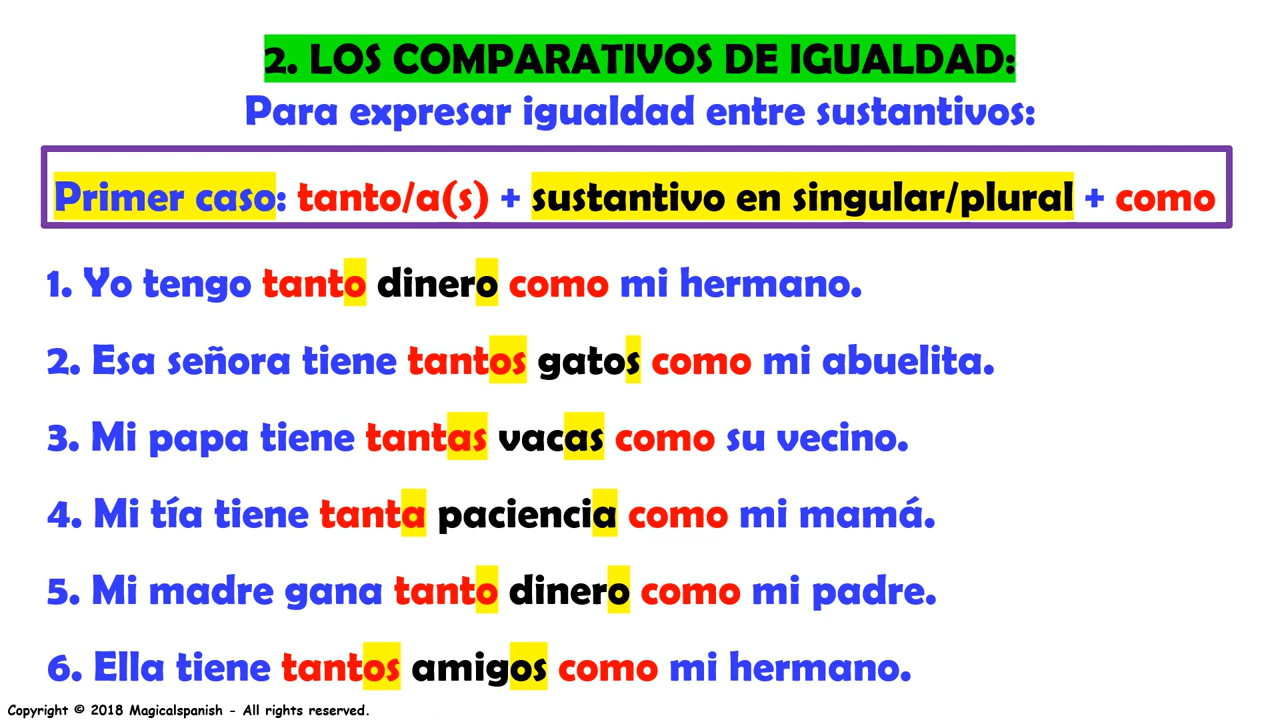 2. LOS COMPARATIVOS DE IGUALDAD:
Para expresar igualdad entre sustantivos:
Primer caso: tanto/a(s) + sustantivo en singular/plural + como
1. Yo tengo tanto dinero como mi hermano.
2. Esa señora tiene tantos gatos como mi abuelita.
3. Mi papa tiene tantas vacas como su vecino.
4. Mi tía tiene tanta paciencia como mi mamá.
5. Mi madre gana tanto dinero como mi padre.
6. Ella tiene tantos amigos como mi hermano.
Copyright © 2018 Magicalspanish - All rights reserved.